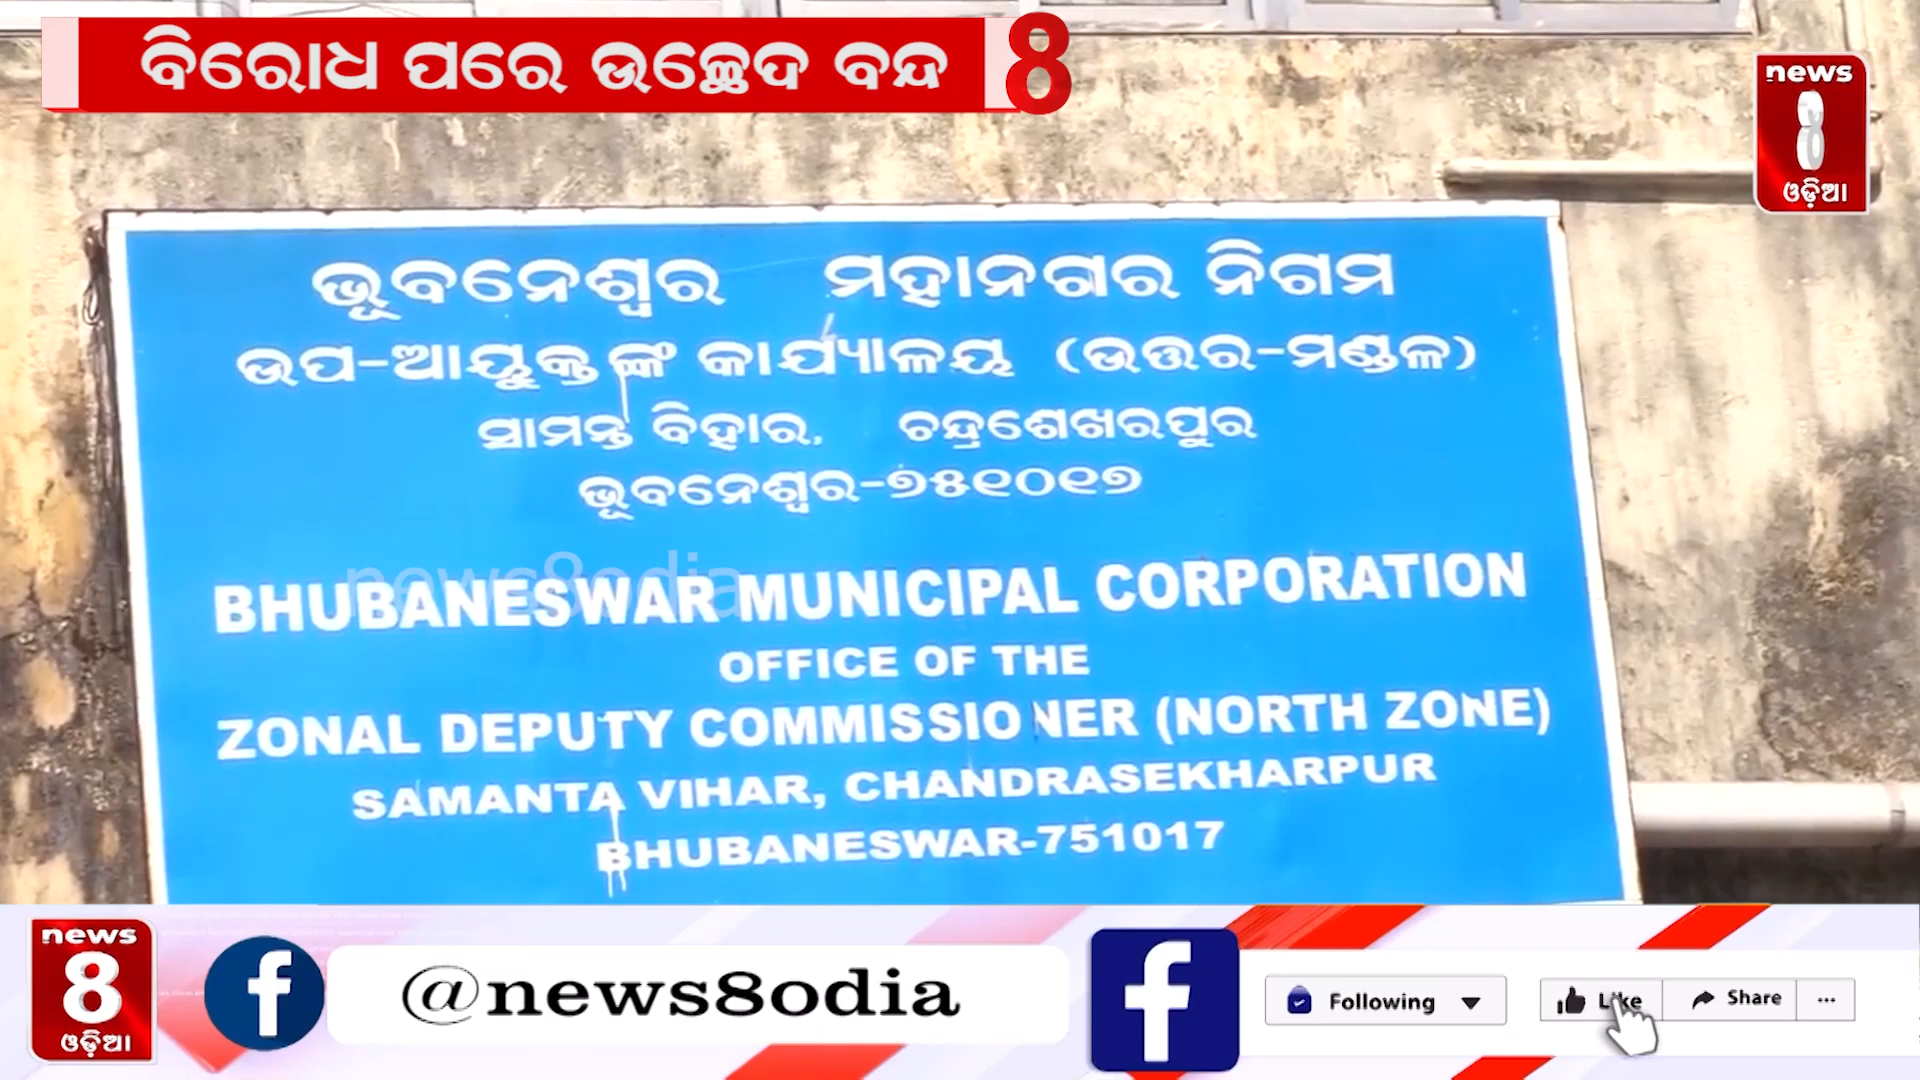 ବିରୋଧ ପରେ ଉଚ୍ଛେଦ ବନ୍ଦ
8
news
8
ଓଡ଼ିଆ
ଭୂବନେଶ୍ୱର ମହାନଗର ନିଗମ
ଉପ-ଆୟୁକ୍ତଙ୍କ କାର୍ଯ୍ୟାଳୟ (ଉତ୍ତର-ମଣ୍ଡଳ)
ସାମନ୍ତ ବିହାର, ଚନ୍ଦ୍ରଶେଖରପୁର
ଭୂବନେଶ୍ୱର-୭୫୧୦୧୭
news8odia
BHUBANESWAR MUNICIPAL CORPORATION
OFFICE OF THE
ZONAL DEPUTY COMMISSIONER (NORTH ZONE)
SAMANTA VIHAR, CHANDRASEKHARPUR
BHUBANESWAR-751017
news
8
ଓଡ଼ିଆ
@news8odia
Following
Like
Share